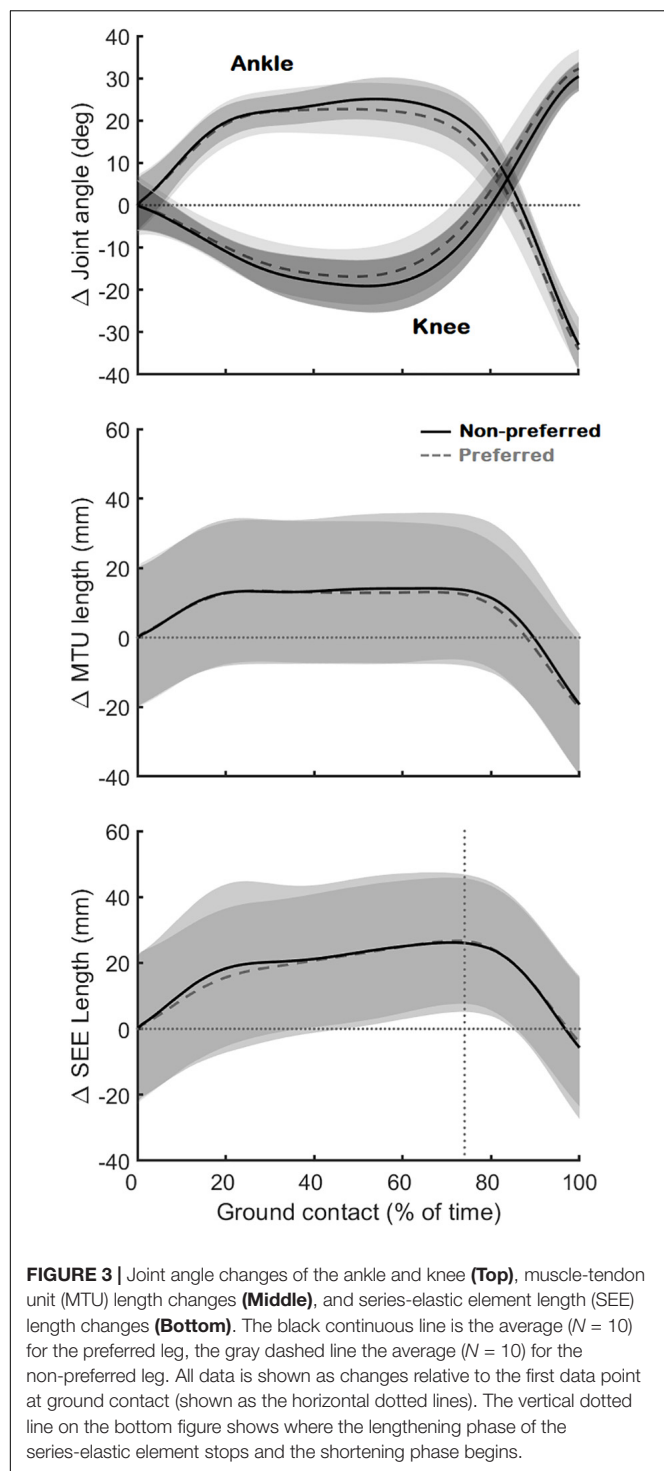 40
30
20
10
0
-10
-20
-30
-40
Δ Joint angle (deg)
Ankle
Knee
60
40
20
0
-20
-40
Δ MTU length (mm)
Non-preferred
Preferred
60
40
20
0
-20
-40
Δ SEE Length (mm)
0 20 40 60 80 100
Ground contact (% of time)
FIGURE 3 | Joint angle changes of the ankle and knee (Top), muscle-tendon
unit (MTU) length changes (Middle), and series-elastic element length (SEE)
length changes (Bottom). The black continuous line is the average (N = 10)
for the preferred leg, the gray dashed line the average (N = 10) for the
non-preferred leg. All data is shown as changes relative to the first data point
at ground contact (shown as the horizontal dotted lines). The vertical dotted
line on the bottom figure shows where the lengthening phase of the
series-elastic element stops and the shortening phase begins.